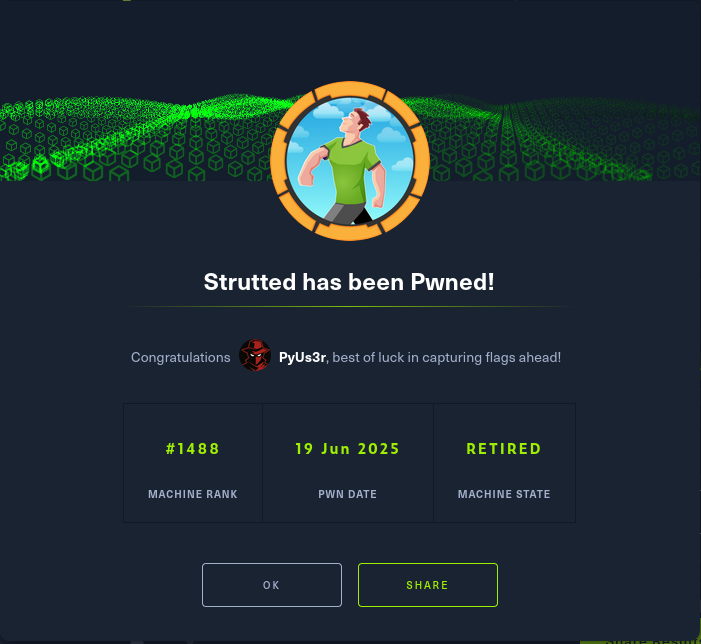 Strutted has been Pwned!
Congratulations PyUs3r, best of luck in capturing flags ahead!
#1488 19 Jun 2025 RETIRED
MACHINE RANK PWN DATE MACHINE STATE
OK SHARE